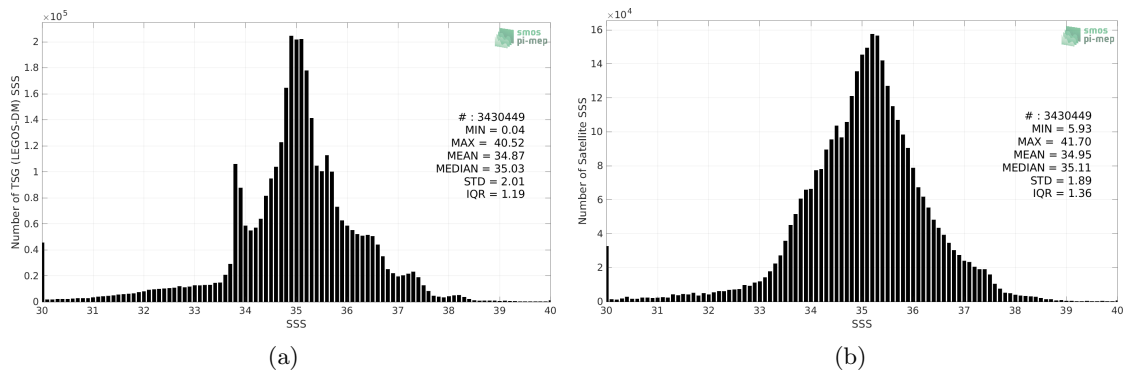 ×10⁵
2
1.8
1.6
1.4
1.2
1
0.8
0.6
0.4
0.2
0
Number of TSG (LEGOS-DM) SSS
smos
pi-mep
# : 3430449
MIN = 0.04
MAX = 40.52
MEAN = 34.87
MEDIAN = 35.03
STD = 2.01
IQR = 1.19
30 31 32 33 34 35 36 37 38 39 40
SSS
(a)
×10⁴
16
14
12
10
8
6
4
2
0
Number of Satellite SSS
smos
pi-mep
# : 3430449
MIN = 5.93
MAX = 41.70
MEAN = 34.95
MEDIAN = 35.11
STD = 1.89
IQR = 1.36
30 31 32 33 34 35 36 37 38 39 40
SSS
(b)